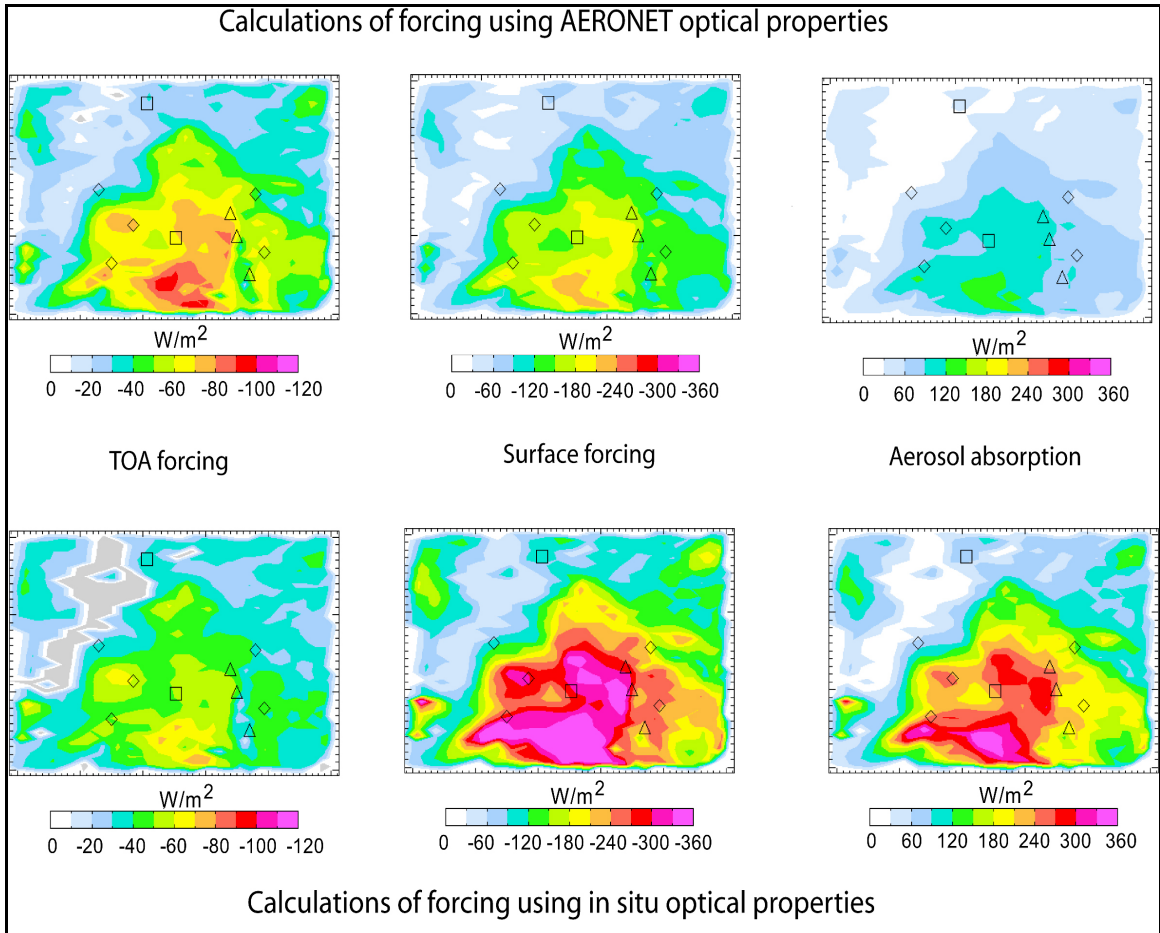 Calculations of forcing using AERONET optical properties
W/m2 W/m2 W/m2
0 -20 -40 -60 -80 -100 -120 0 -60 -120 -180 -240 -300 -360 0 60 120 180 240 300 360
TOA forcing Surface forcing Aerosol absorption
W/m2 W/m2 W/m2
0 -20 -40 -60 -80 -100 -120 0 -60 -120 -180 -240 -300 -360 0 60 120 180 240 300 360
Calculations of forcing using in situ optical properties